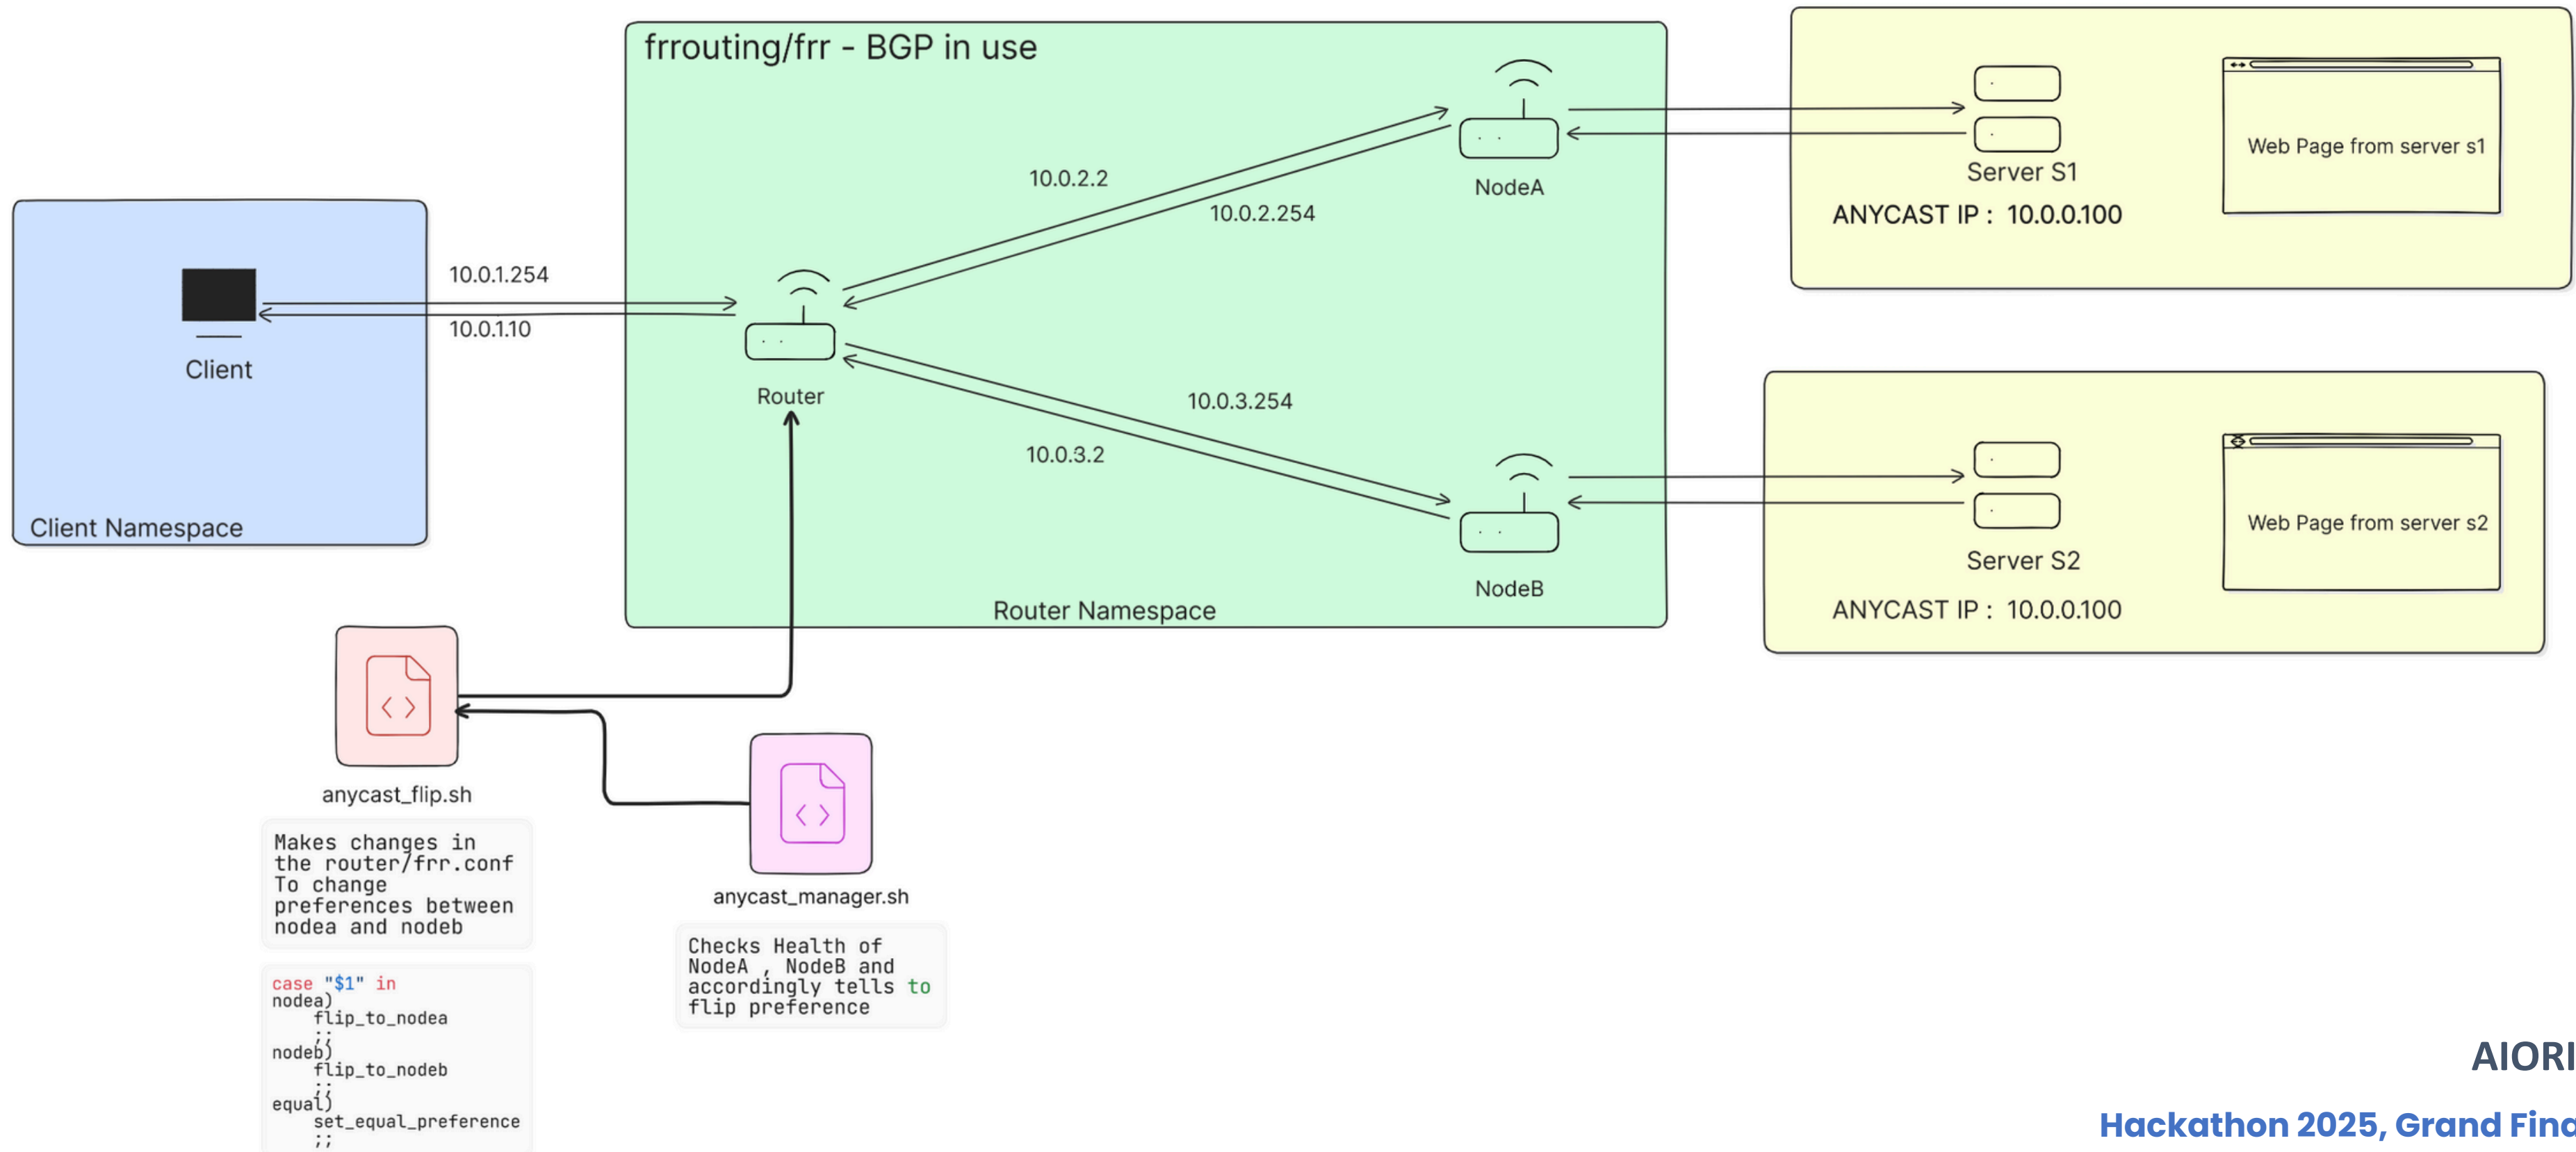 frrouting/frr - BGP in use
10.0.1.254
10.0.1.10
Client
Client Namespace
10.0.2.2
10.0.2.254
NodeA
Router
10.0.3.254
10.0.3.2
NodeB
Router Namespace
Server S1
ANYCAST IP : 10.0.0.100
Web Page from server s1
Server S2
ANYCAST IP : 10.0.0.100
Web Page from server s2
anycast_flip.sh
Makes changes in
the router/frr.conf
To change
preferences between
nodea and nodeb
case "$1" in
nodea)
flip_to_nodea
;;
nodeb)
flip_to_nodeb
;;
equal)
set_equal_preference
;;
anycast_manager.sh
Checks Health of
NodeA , NodeB and
accordingly tells to
flip preference
AIORI
Hackathon 2025, Grand